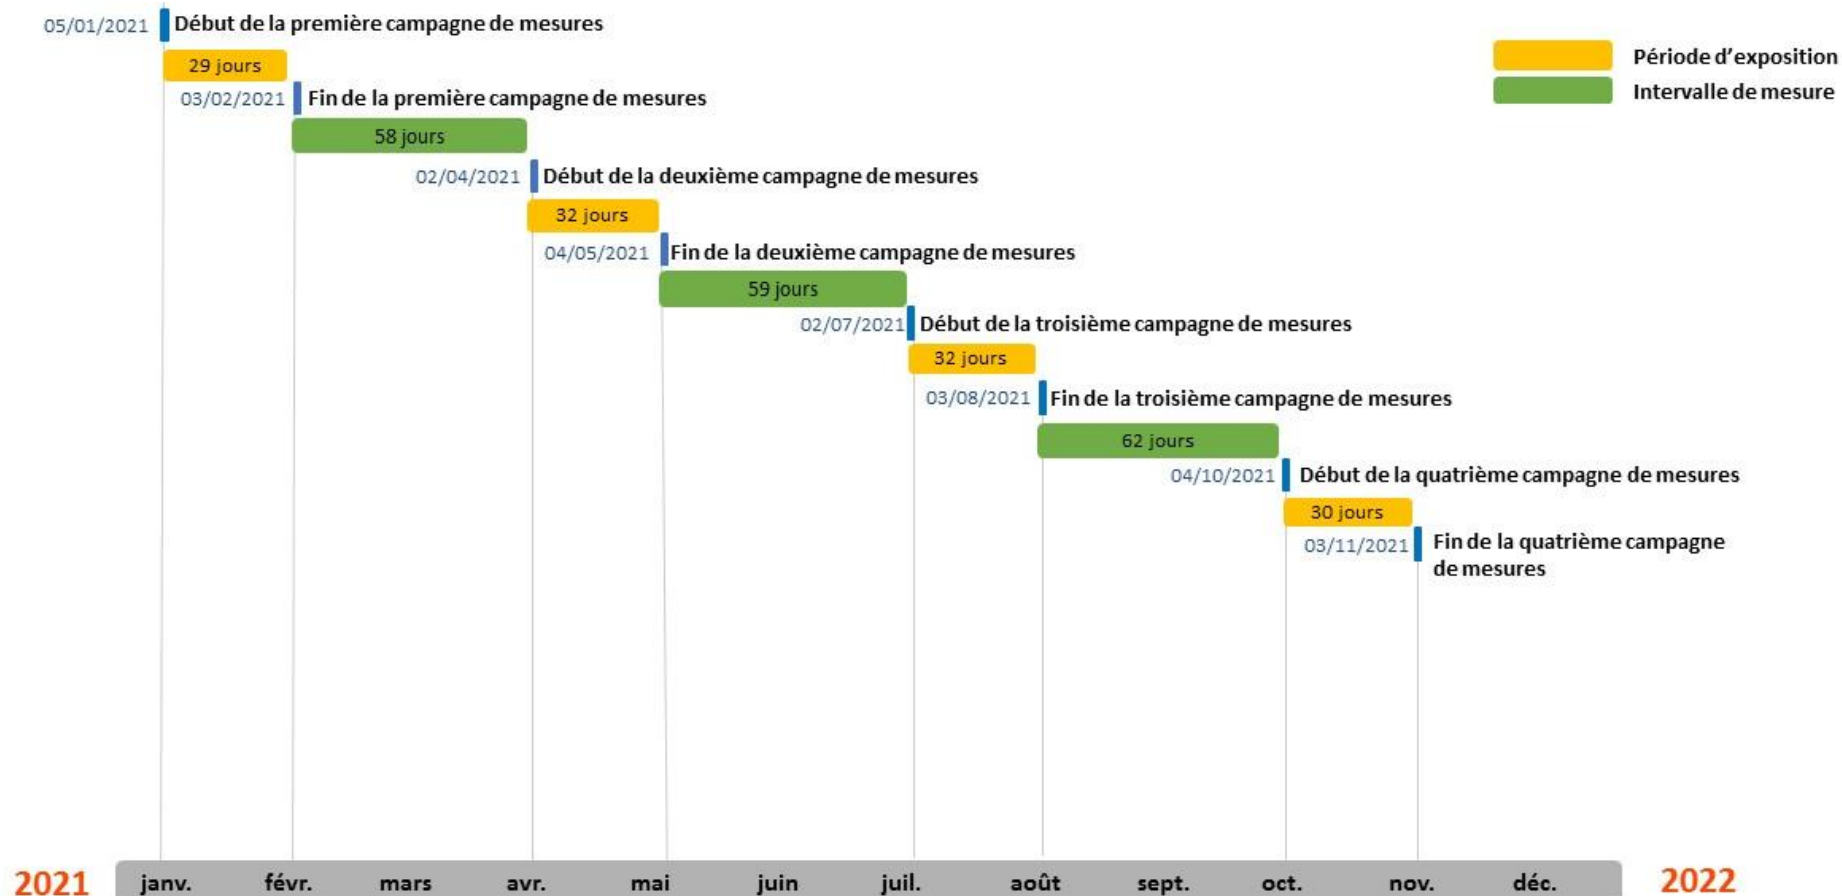 05/01/2021 Début de la première campagne de mesures
29 jours
Période d'exposition
03/02/2021 Fin de la première campagne de mesures
Intervalle de mesure
58 jours
02/04/2021 Début de la deuxième campagne de mesures
32 jours
04/05/2021 Fin de la deuxième campagne de mesures
59 jours
02/07/2021 Début de la troisième campagne de mesures
32 jours
03/08/2021 Fin de la troisième campagne de mesures
62 jours
04/10/2021 Début de la quatrième campagne de mesures
30 jours
03/11/2021 Fin de la quatrième campagne
de mesures
2021 janv. févr. mars avr. mai juin juil. août sept. oct. nov. déc. 2022